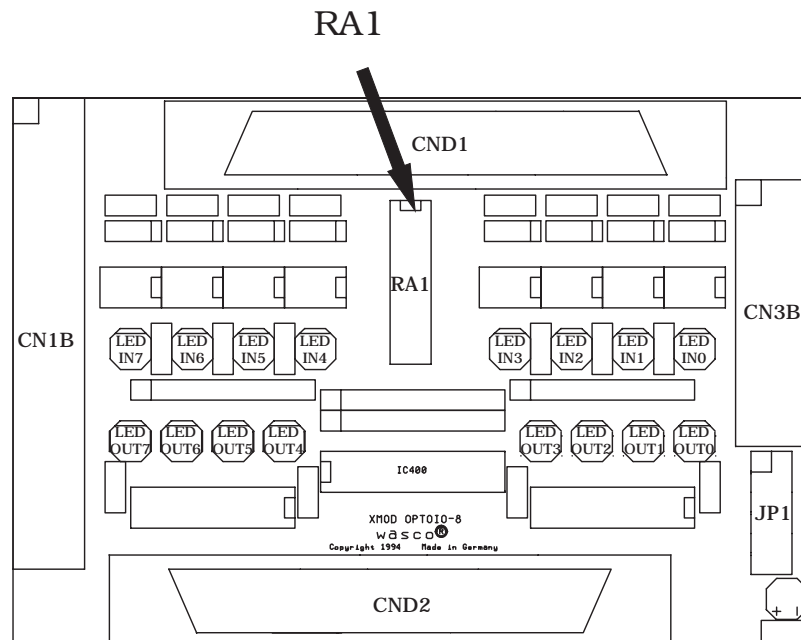 RA1
CND1
RA1
CN1B
CN3B
LED IN7
LED IN6
LED IN5
LED IN4
LED IN3
LED IN2
LED IN1
LED IN0
LED OUT7
LED OUT6
LED OUT5
LED OUT4
LED OUT3
LED OUT2
LED OUT1
LED OUT0
IC400
JP1
XMOD OPTOIO-8
wasco®
Copyright 1994 Made in Germany
CND2
+ -